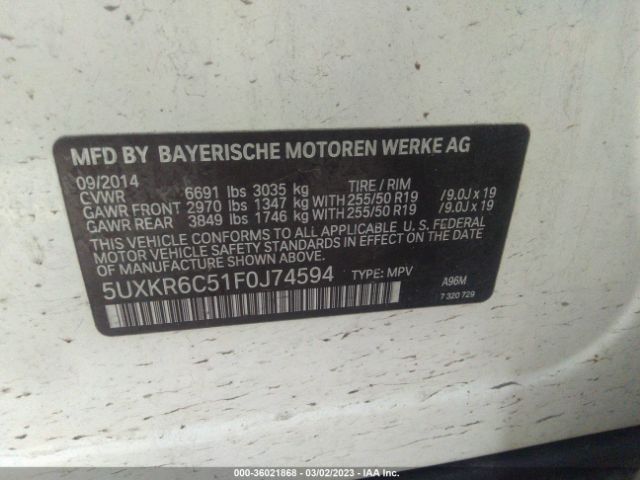 MFD BY BAYERISCHE MOTOREN WERKE AG
09/2014
GVWR 6691 lbs 3035 kg TIRE / RIM
GAWR FRONT 2970 lbs 1347 kg WITH 255/50 R19 /9.0J x 19
GAWR REAR 3849 lbs 1746 kg WITH 255/50 R19 /9.0J x 19
THIS VEHICLE CONFORMS TO ALL APPLICABLE FEDERAL
MOTOR VEHICLE SAFETY STANDARDS IN EFFECT ON THE DATE
OF MANUFACTURE SHOWN ABOVE.
5UXKR6C51F0J74594 TYPE: MPV A96M
7 320 729
000-36021868 - 03/02/2023 - IAA Inc.